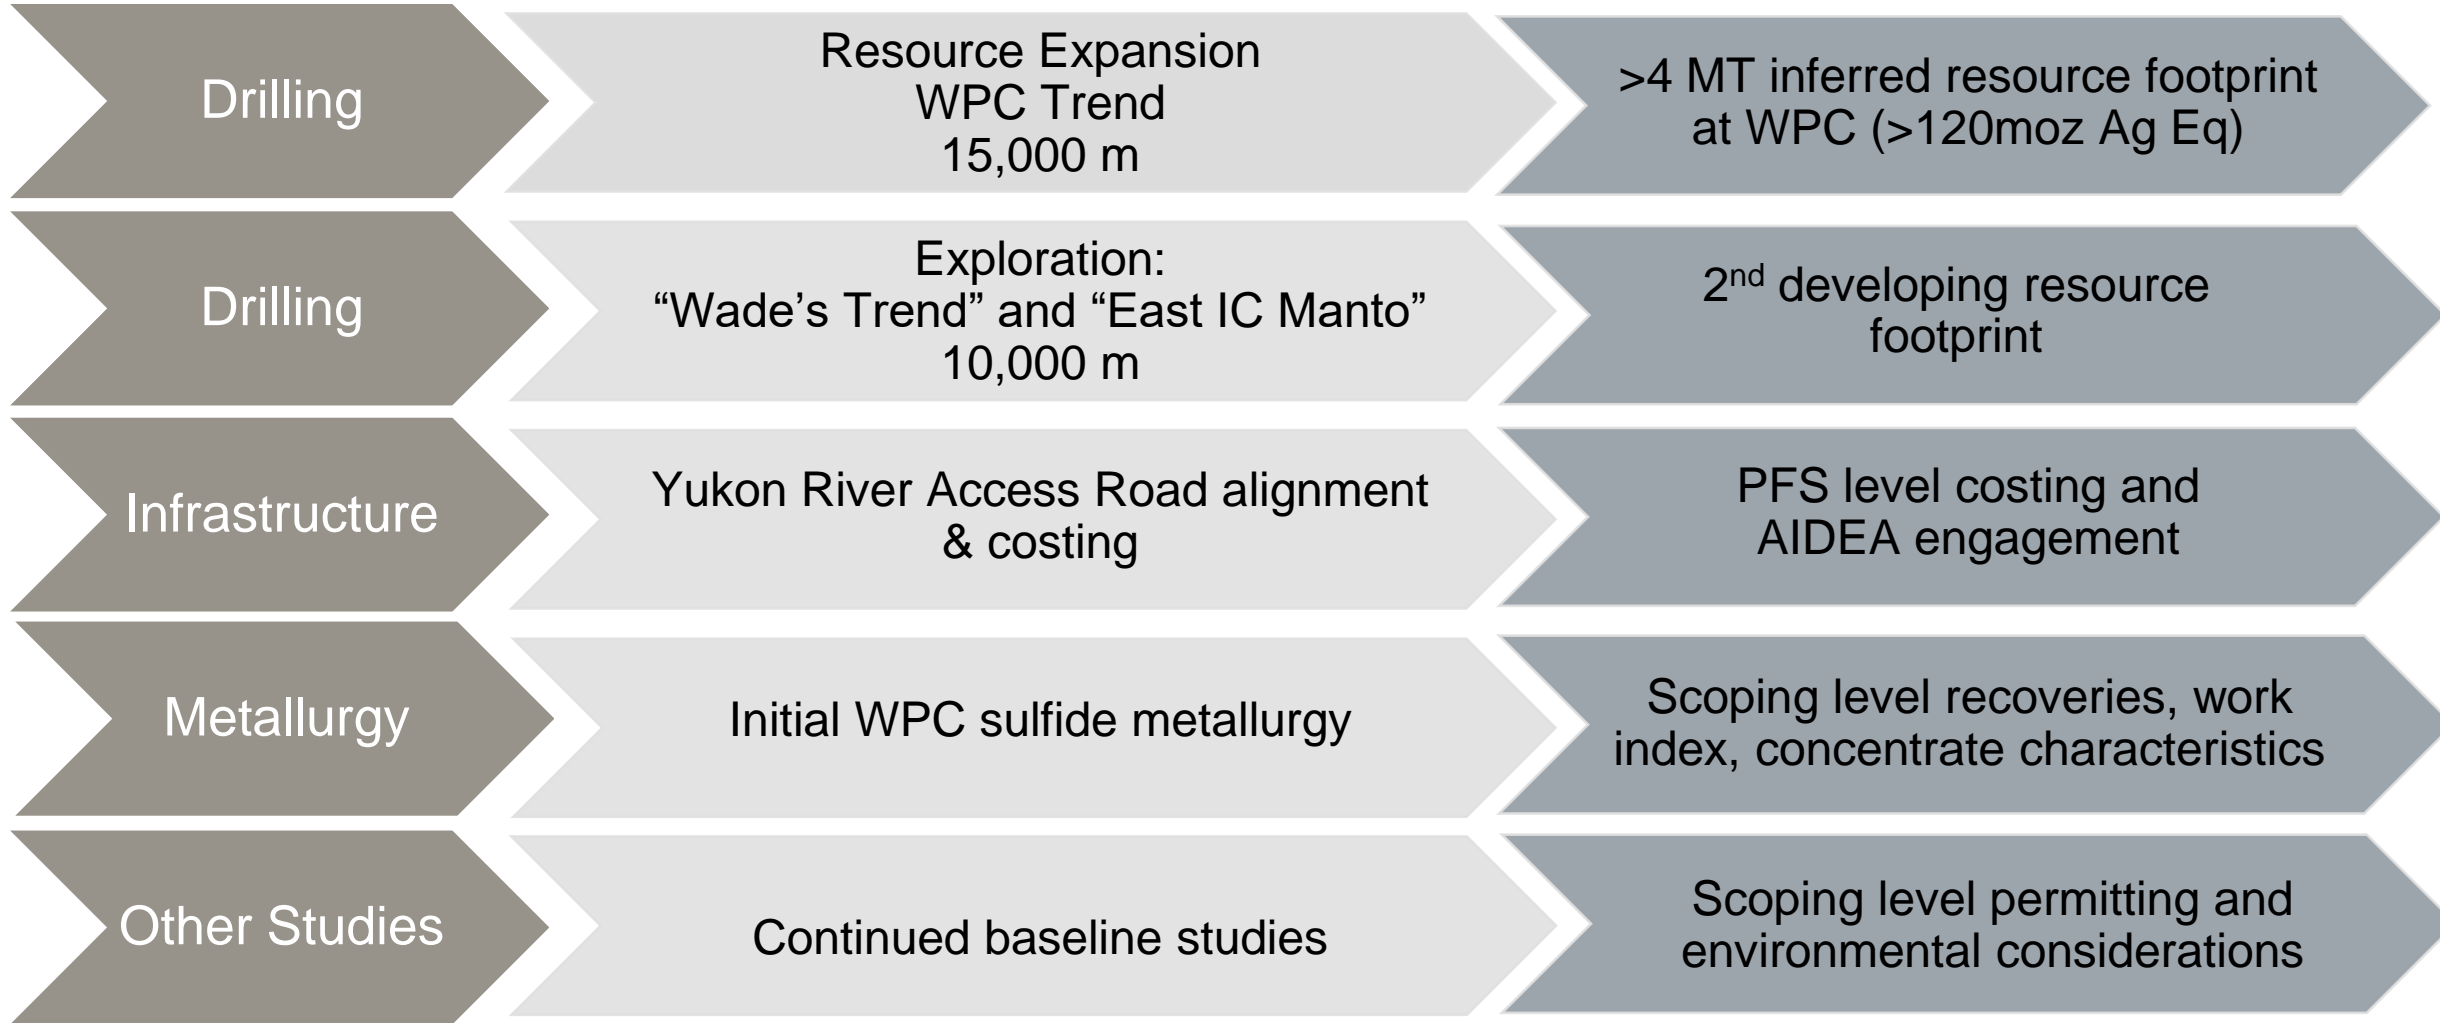 Drilling
Resource Expansion
WPC Trend
15,000 m
>4 MT inferred resource footprint
at WPC (>120moz Ag Eq)
Drilling
Exploration:
“Wade’s Trend” and “East IC Manto”
10,000 m
2nd developing resource
footprint
Infrastructure
Yukon River Access Road alignment
& costing
PFS level costing and
AIDEA engagement
Metallurgy
Initial WPC sulfide metallurgy
Scoping level recoveries, work
index, concentrate characteristics
Other Studies
Continued baseline studies
Scoping level permitting and
environmental considerations